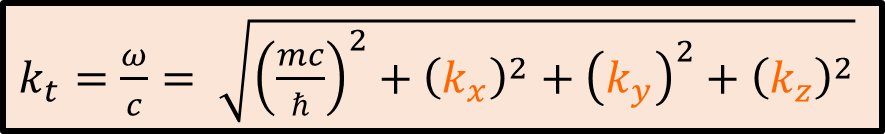 k_t = ω/c = √((mc/ħ)² + (k_x)² + (k_y)² + (k_z)²)